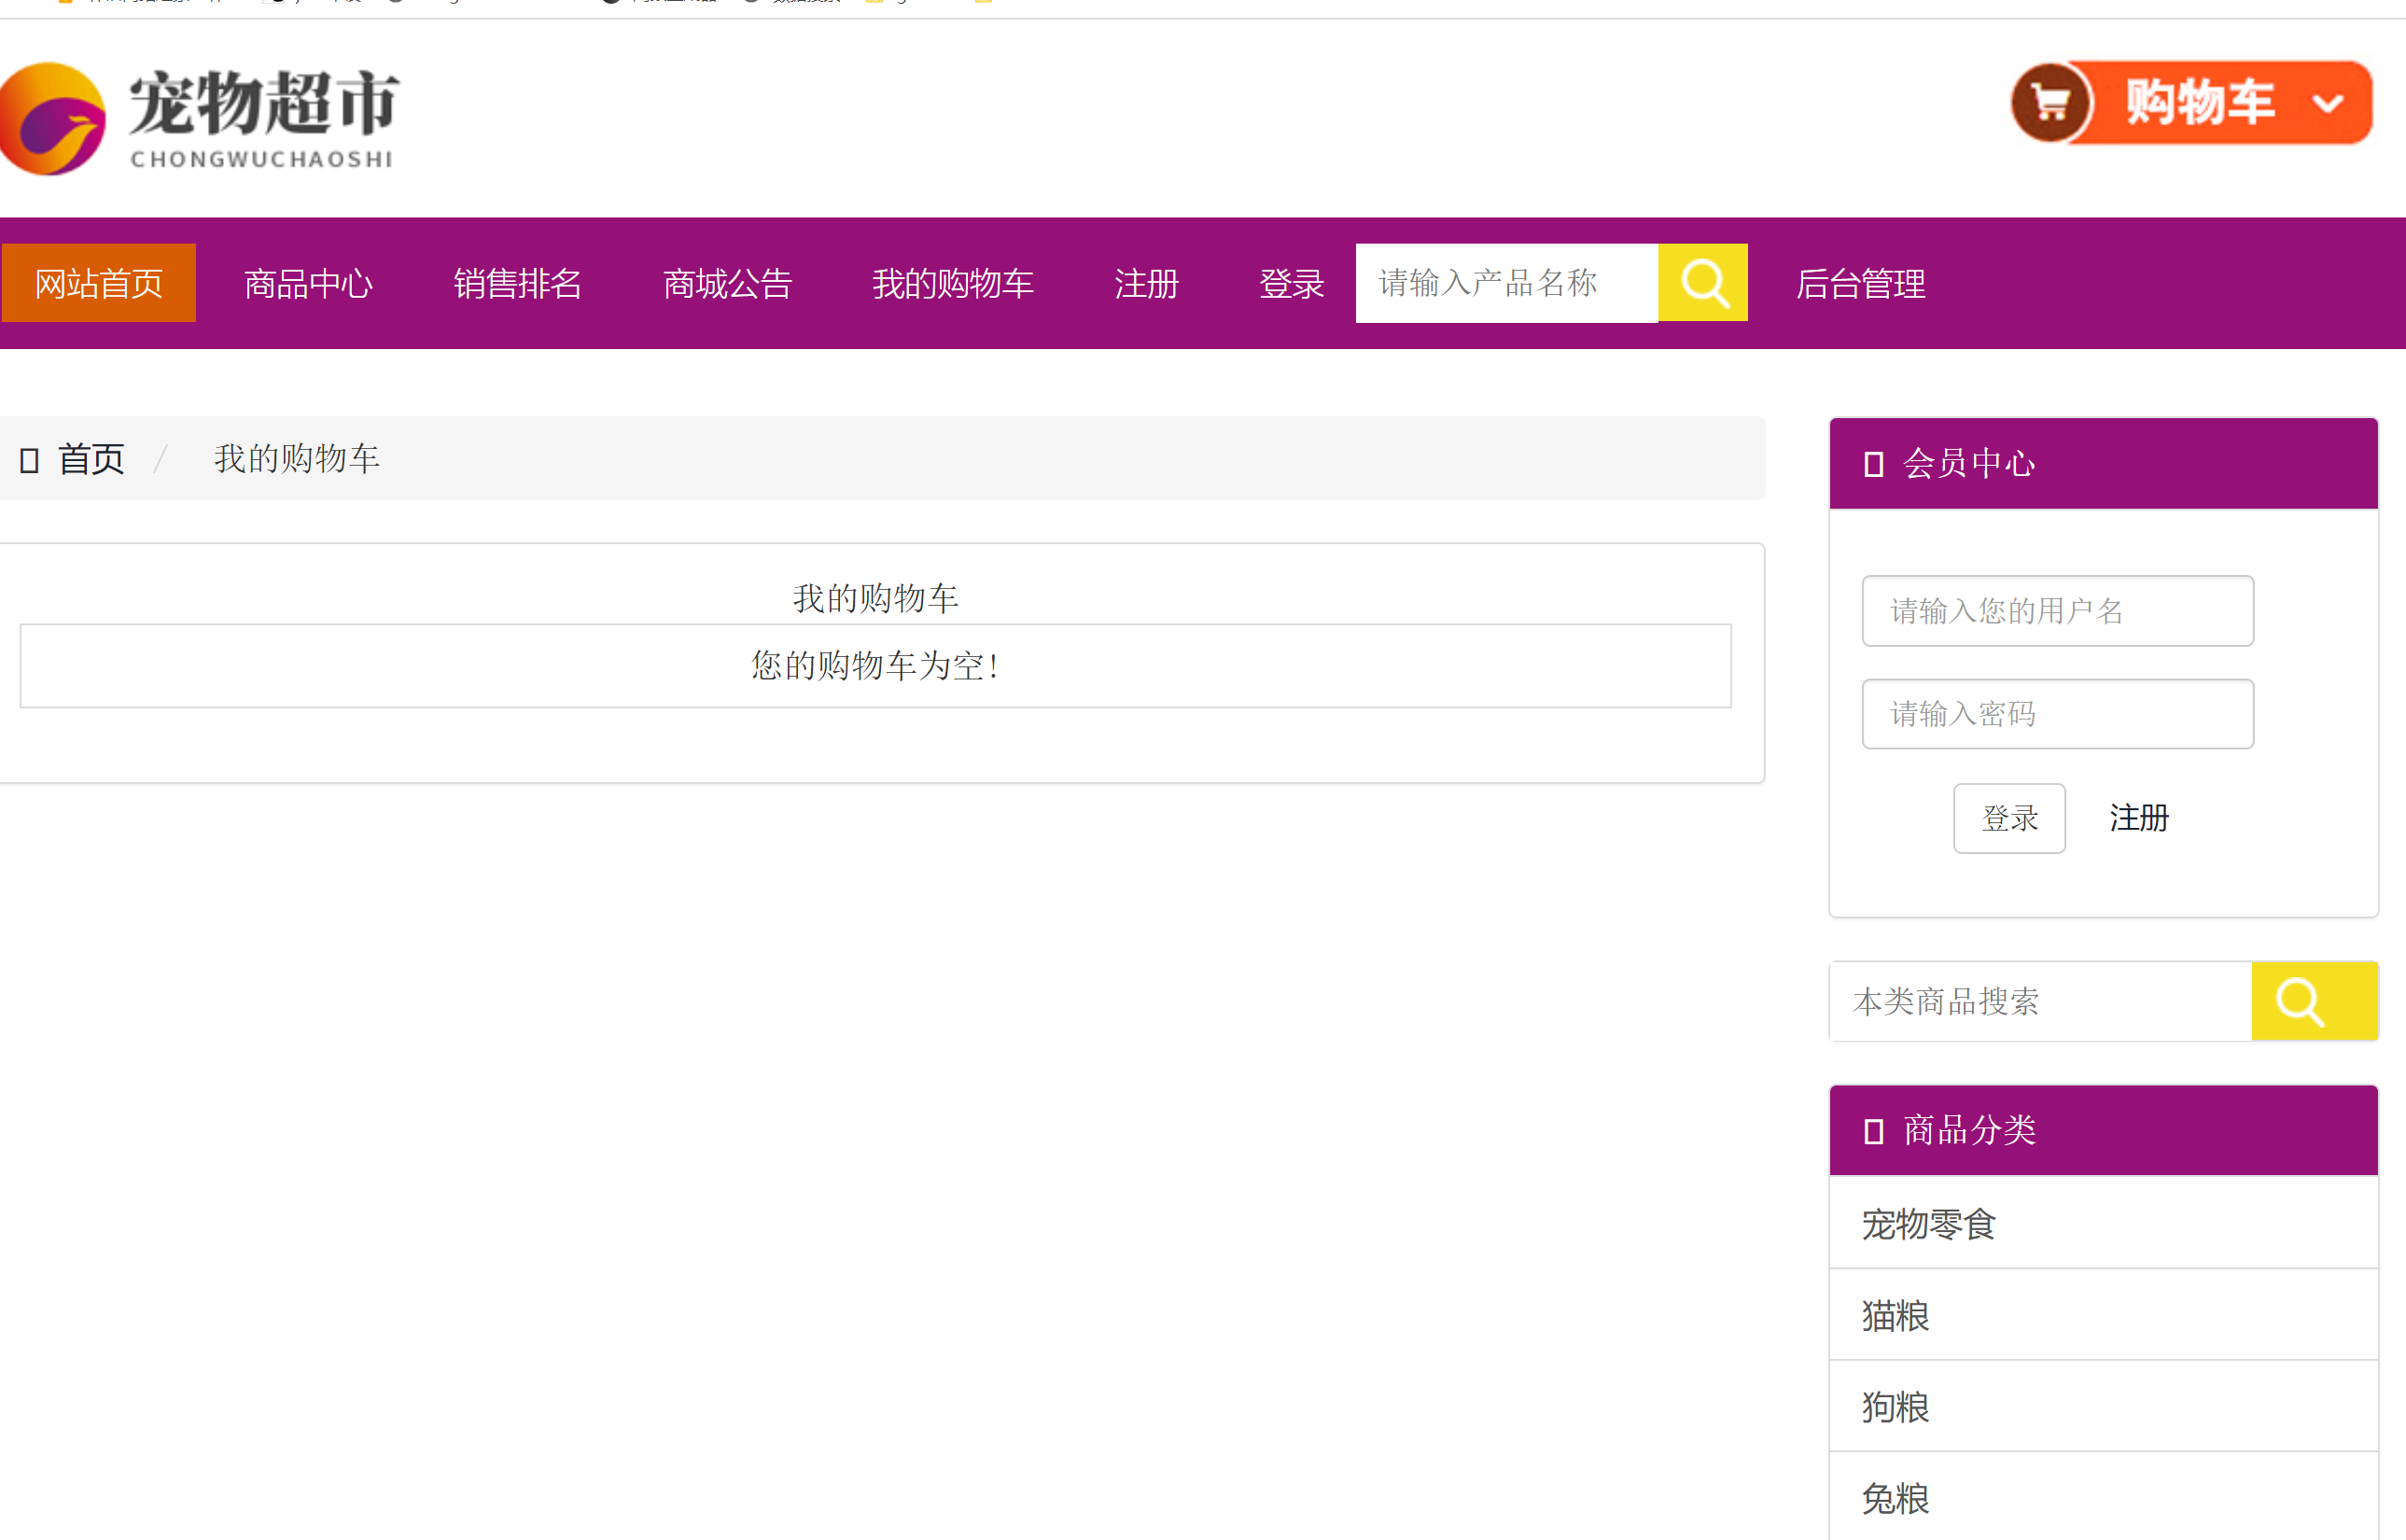 宠物超市
CHONGWUCHAOSHI
购物车
网站首页 商品中心 销售排名 商城公告 我的购物车 注册 登录 请输入产品名称 后台管理
首页 / 我的购物车
我的购物车
您的购物车为空！
会员中心
请输入您的用户名
请输入密码
登录 注册
本类商品搜索
商品分类
宠物零食
猫粮
狗粮
兔粮